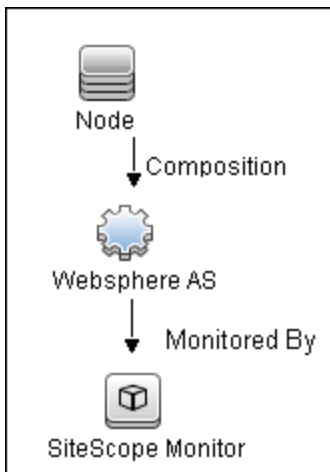 Node
Composition
Websphere AS
Monitored By
SiteScope Monitor